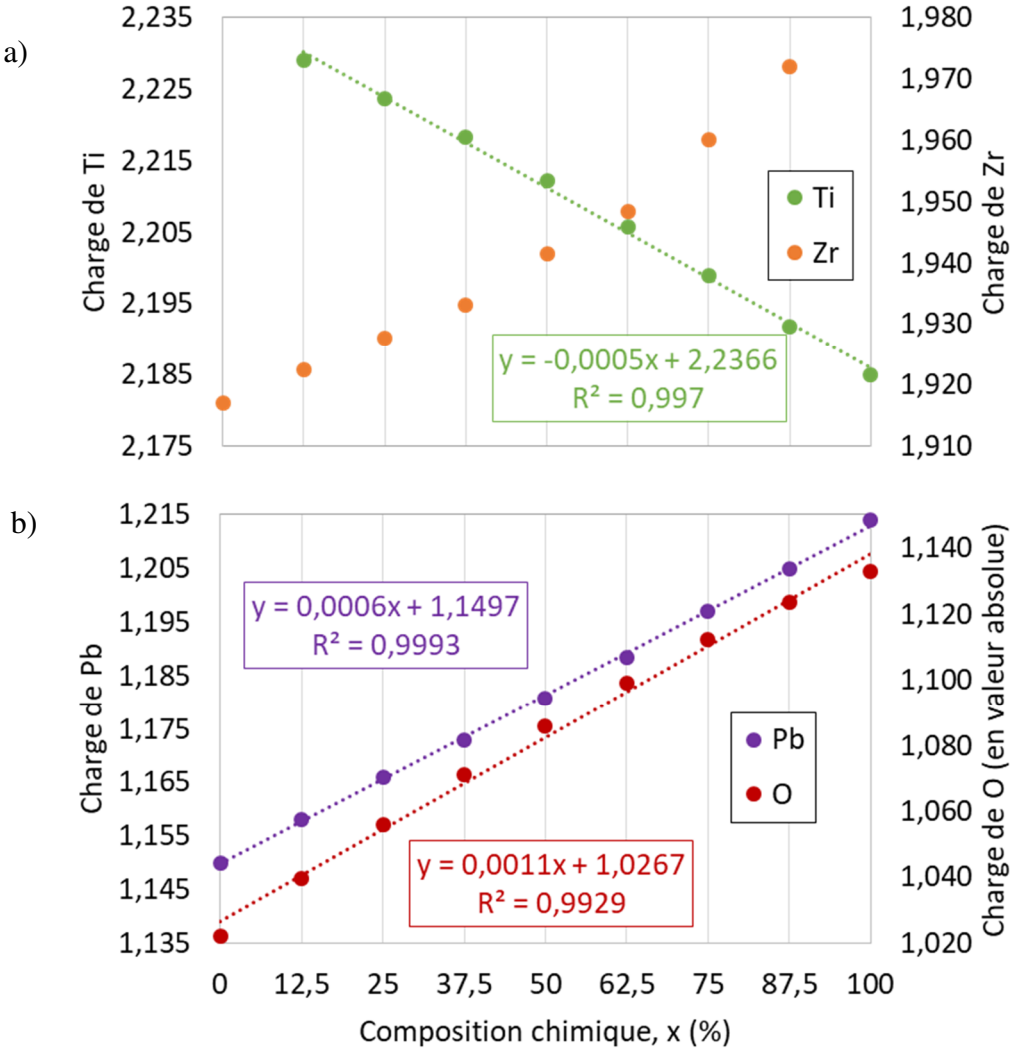 a)
Charge de Ti
2,235
2,225
2,215
2,205
2,195
2,185
2,175
1,980
1,970
1,960
1,950
1,940
1,930
1,920
1,910
Charge de Zr
Ti
Zr
y = -0,0005x + 2,2366
R² = 0,997
b)
Charge de Pb
1,215
1,205
1,195
1,185
1,175
1,165
1,155
1,145
1,135
1,140
1,120
1,100
1,080
1,060
1,040
1,020
Charge de O (en valeur absolue)
y = 0,0006x + 1,1497
R² = 0,9993
Pb
O
y = 0,0011x + 1,0267
R² = 0,9929
0 12,5 25 37,5 50 62,5 75 87,5 100
Composition chimique, x (%)